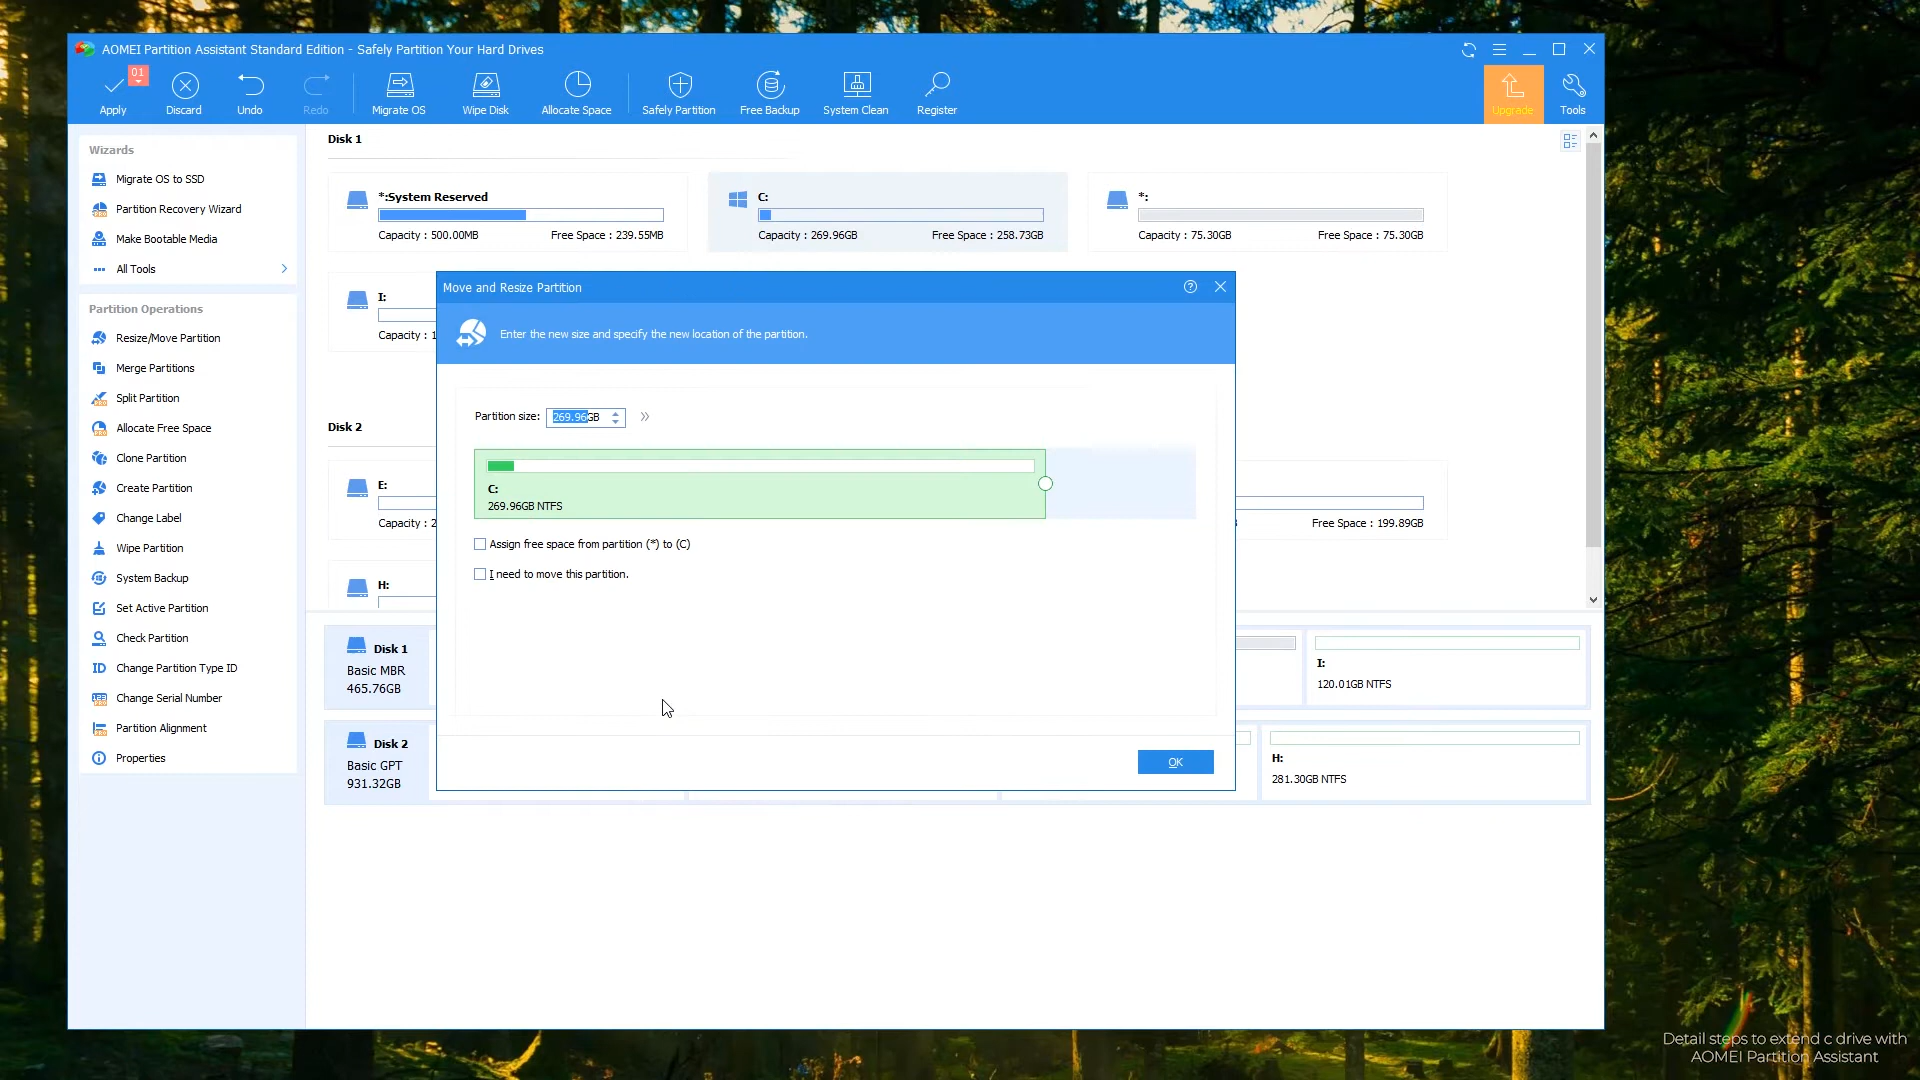 AOMEI Partition Assistant Standard Edition - Safely Partition Your Hard Drives
01
Apply
Discard
Undo
Redo
Migrate OS
Wipe Disk
Allocate Space
Safely Partition
Free Backup
System Clean
Register
Upgrade
Tools
Wizards
Migrate OS to SSD
Partition Recovery Wizard
Make Bootable Media
All Tools
Partition Operations
Resize/Move Partition
Merge Partitions
Split Partition
Allocate Free Space
Clone Partition
Create Partition
Change Label
Wipe Partition
System Backup
Set Active Partition
Check Partition
Change Partition Type ID
Change Serial Number
Partition Alignment
Properties
Disk 1
*:System Reserved
Capacity : 500.00MB Free Space : 239.55MB
C:
Capacity : 269.96GB Free Space : 258.73GB
*:
Capacity : 75.30GB Free Space : 75.30GB
I:
Capacity : 1
Disk 2
E:
Capacity : 2
Free Space : 199.89GB
H:
Move and Resize Partition
Enter the new size and specify the new location of the partition.
Partition size: 269.96GB
C:
269.96GB NTFS
Assign free space from partition (*) to (C)
I need to move this partition.
OK
Disk 1
Basic MBR
465.76GB
I:
120.01GB NTFS
Disk 2
Basic GPT
931.32GB
H:
281.30GB NTFS
Detail steps to extend c drive with
AOMEI Partition Assistant